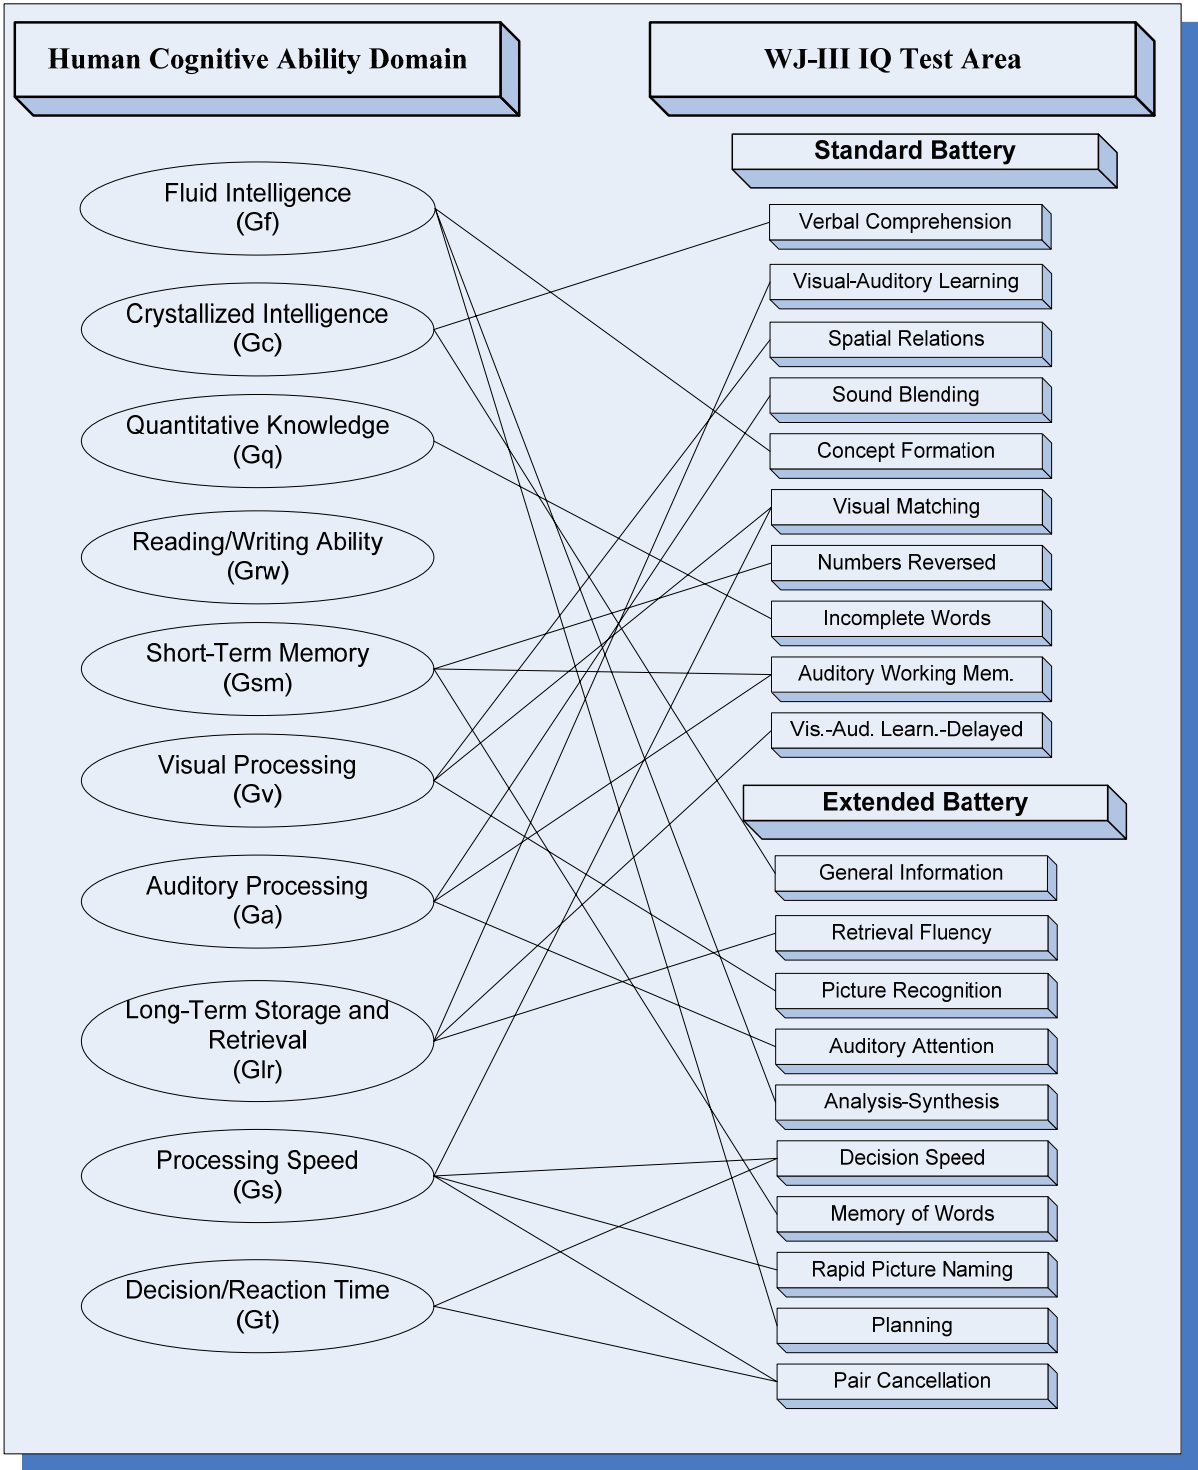 Human Cognitive Ability Domain
WJ-III IQ Test Area
Standard Battery
Fluid Intelligence
(Gf)
Crystallized Intelligence
(Gc)
Quantitative Knowledge
(Gq)
Reading/Writing Ability
(Grw)
Short-Term Memory
(Gsm)
Visual Processing
(Gv)
Auditory Processing
(Ga)
Long-Term Storage and
Retrieval
(Glr)
Processing Speed
(Gs)
Decision/Reaction Time
(Gt)
Verbal Comprehension
Visual-Auditory Learning
Spatial Relations
Sound Blending
Concept Formation
Visual Matching
Numbers Reversed
Incomplete Words
Auditory Working Mem.
Vis.-Aud. Learn.-Delayed
Extended Battery
General Information
Retrieval Fluency
Picture Recognition
Auditory Attention
Analysis-Synthesis
Decision Speed
Memory of Words
Rapid Picture Naming
Planning
Pair Cancellation